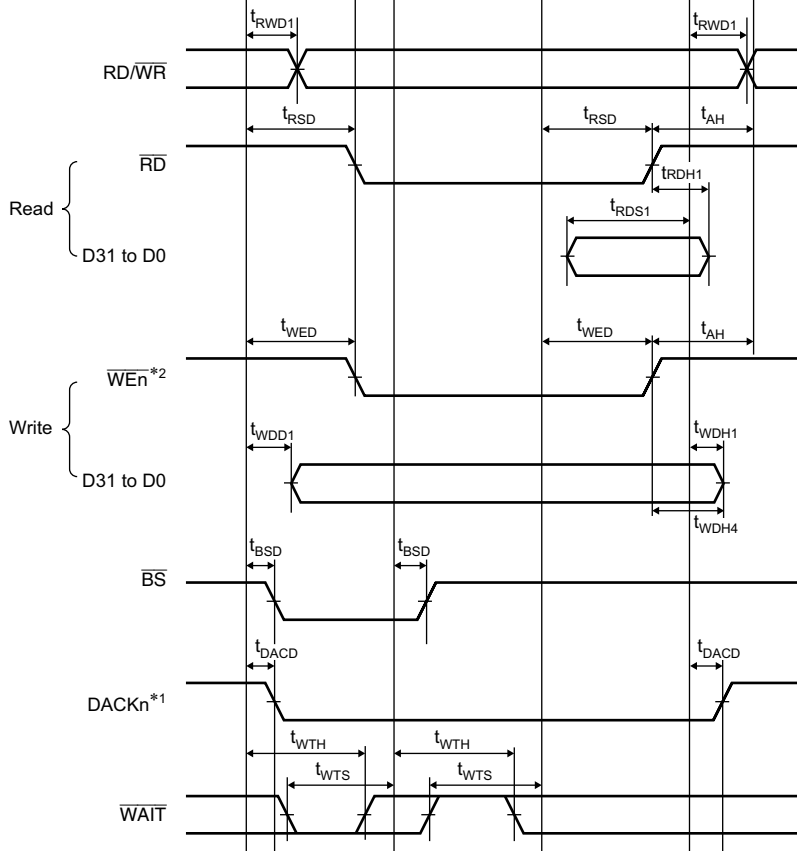 tRWD1 tRWD1
RD/WR
tRSD tRSD tAH
RD
tRDH1
Read
tRDS1
D31 to D0
tWED tWED tAH
WEn*2
Write
tWDD1 tWDH1
D31 to D0
tWDH4
tBSD tBSD
BS
tDACD tDACD
DACKn*1
tWTH tWTH
tWTS tWTS
WAIT